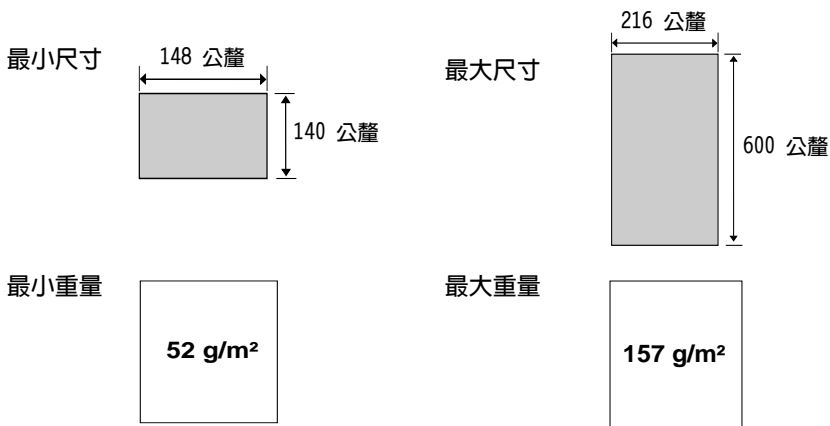 最小尺寸
148 公釐
140 公釐
最大尺寸
216 公釐
600 公釐
最小重量
52 g/m²
最大重量
157 g/m²